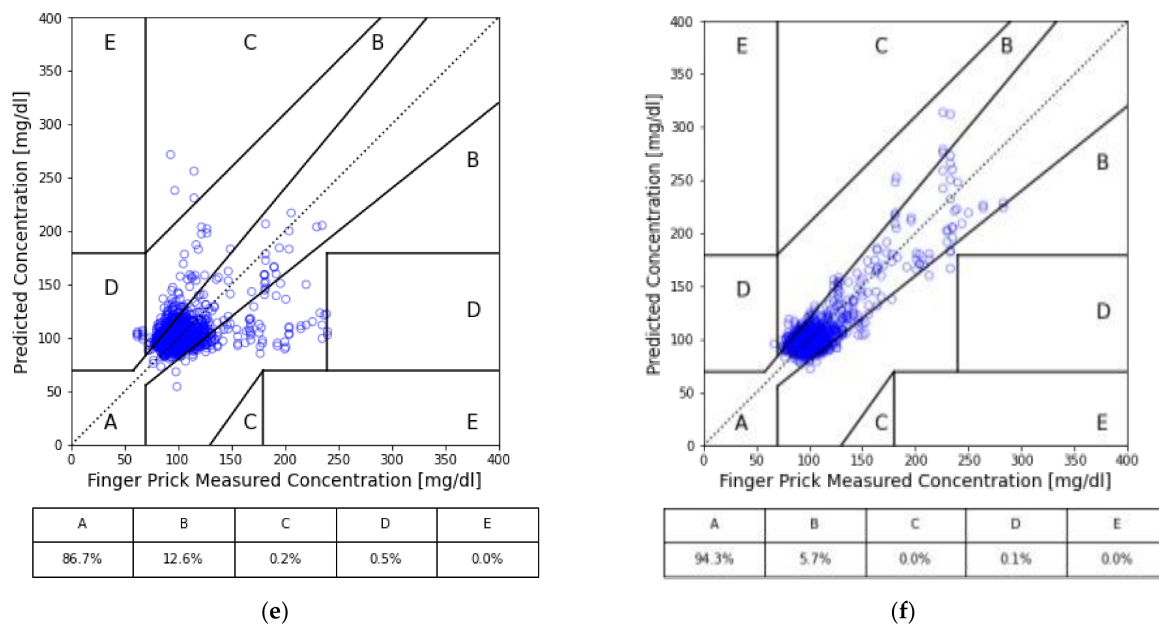 400
350
300
250
200
150
100
50
0
Predicted Concentration [mg/dl]
E
C
B
B
D
D
A
C
E
0 50 100 150 200 250 300 350 400
Finger Prick Measured Concentration [mg/dl]
A B C D E
86.7% 12.6% 0.2% 0.5% 0.0%
(e)
400
350
300
250
200
150
100
50
0
Predicted Concentration [mg/dl]
E
C
B
B
D
D
A
C
E
0 50 100 150 200 250 300 350 400
Finger Prick Measured Concentration [mg/dl]
A B C D E
94.3% 5.7% 0.0% 0.1% 0.0%
(f)